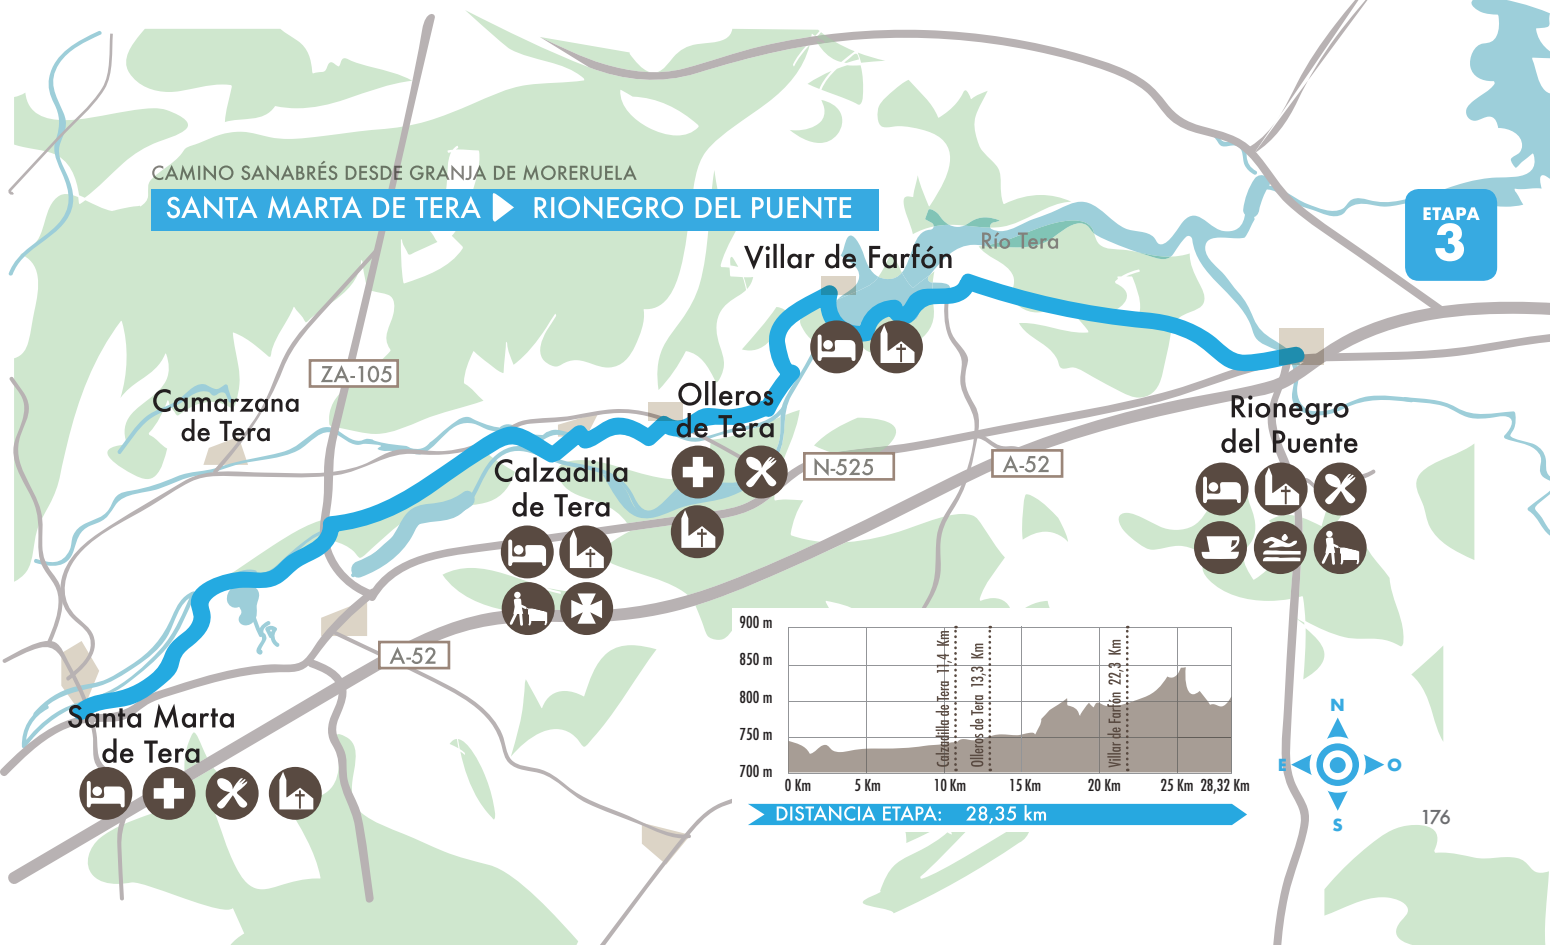 CAMINO SANABRÉS DESDE GRANJA DE MORERUELA
SANTA MARTA DE TERA RIONEGRO DEL PUENTE
ETAPA
3
Río Tera
Villar de Farfón
ZA-105
Camarzana
de Tera
Olleros
de Tera
Rionegro
del Puente
N-525
A-52
Calzadilla
de Tera
A-52
Santa Marta
de Tera
900 m
850 m
800 m
750 m
700 m
Calzadilla de Tera 11,4 Km
Olleros de Tera 13,3 Km
Villar de Farfón 22,3 Km
0 Km 5 Km 10 Km 15 Km 20 Km 25 Km 28,32 Km
DISTANCIA ETAPA: 28,35 km
N
E O
S
176